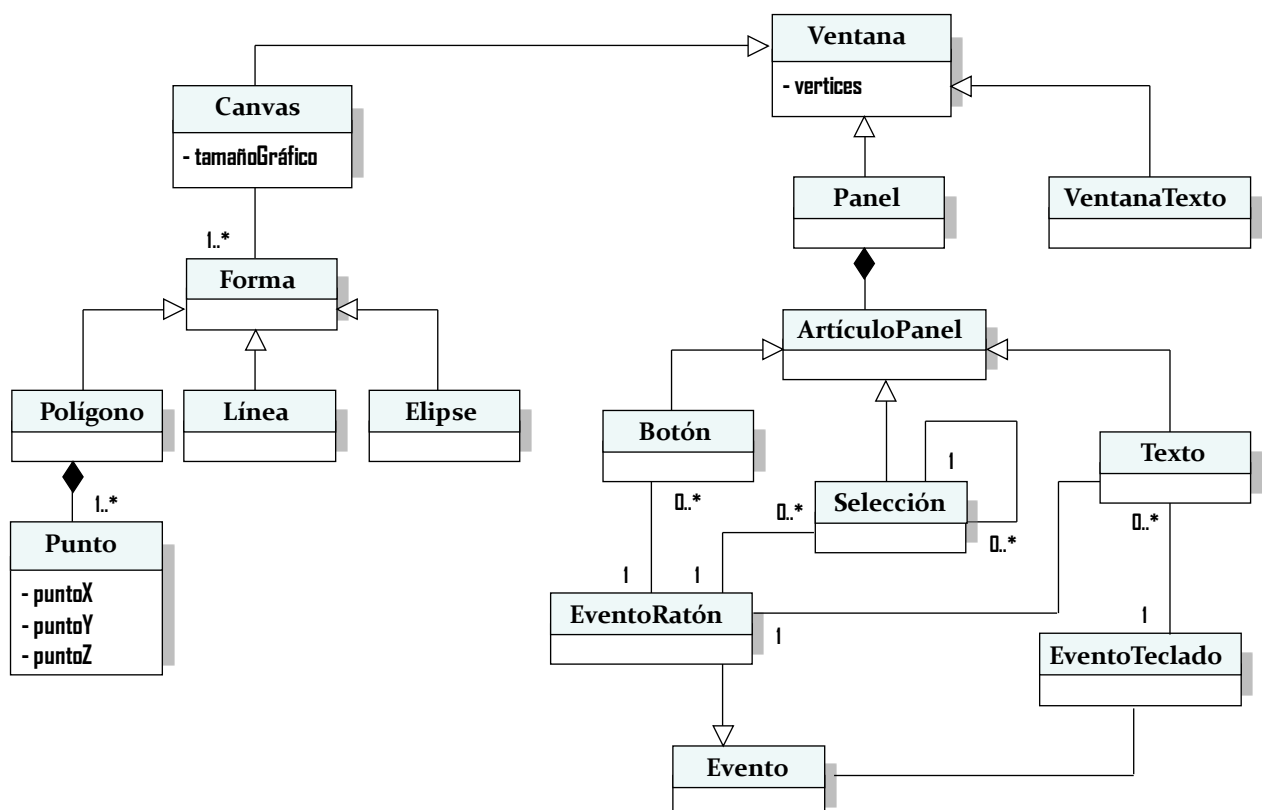 Ventana
- vertices
Canvas
- tamañoGráfico
Panel
VentanaTexto
1..*
Forma
ArtículoPanel
Polígono
Línea
Elipse
Botón
Texto
1
Selección
0..*
0..*
0..*
0..*
1..*
Punto
- puntoX
- puntoY
- puntoZ
1
1
EventoRatón
1
1
EventoTeclado
Evento